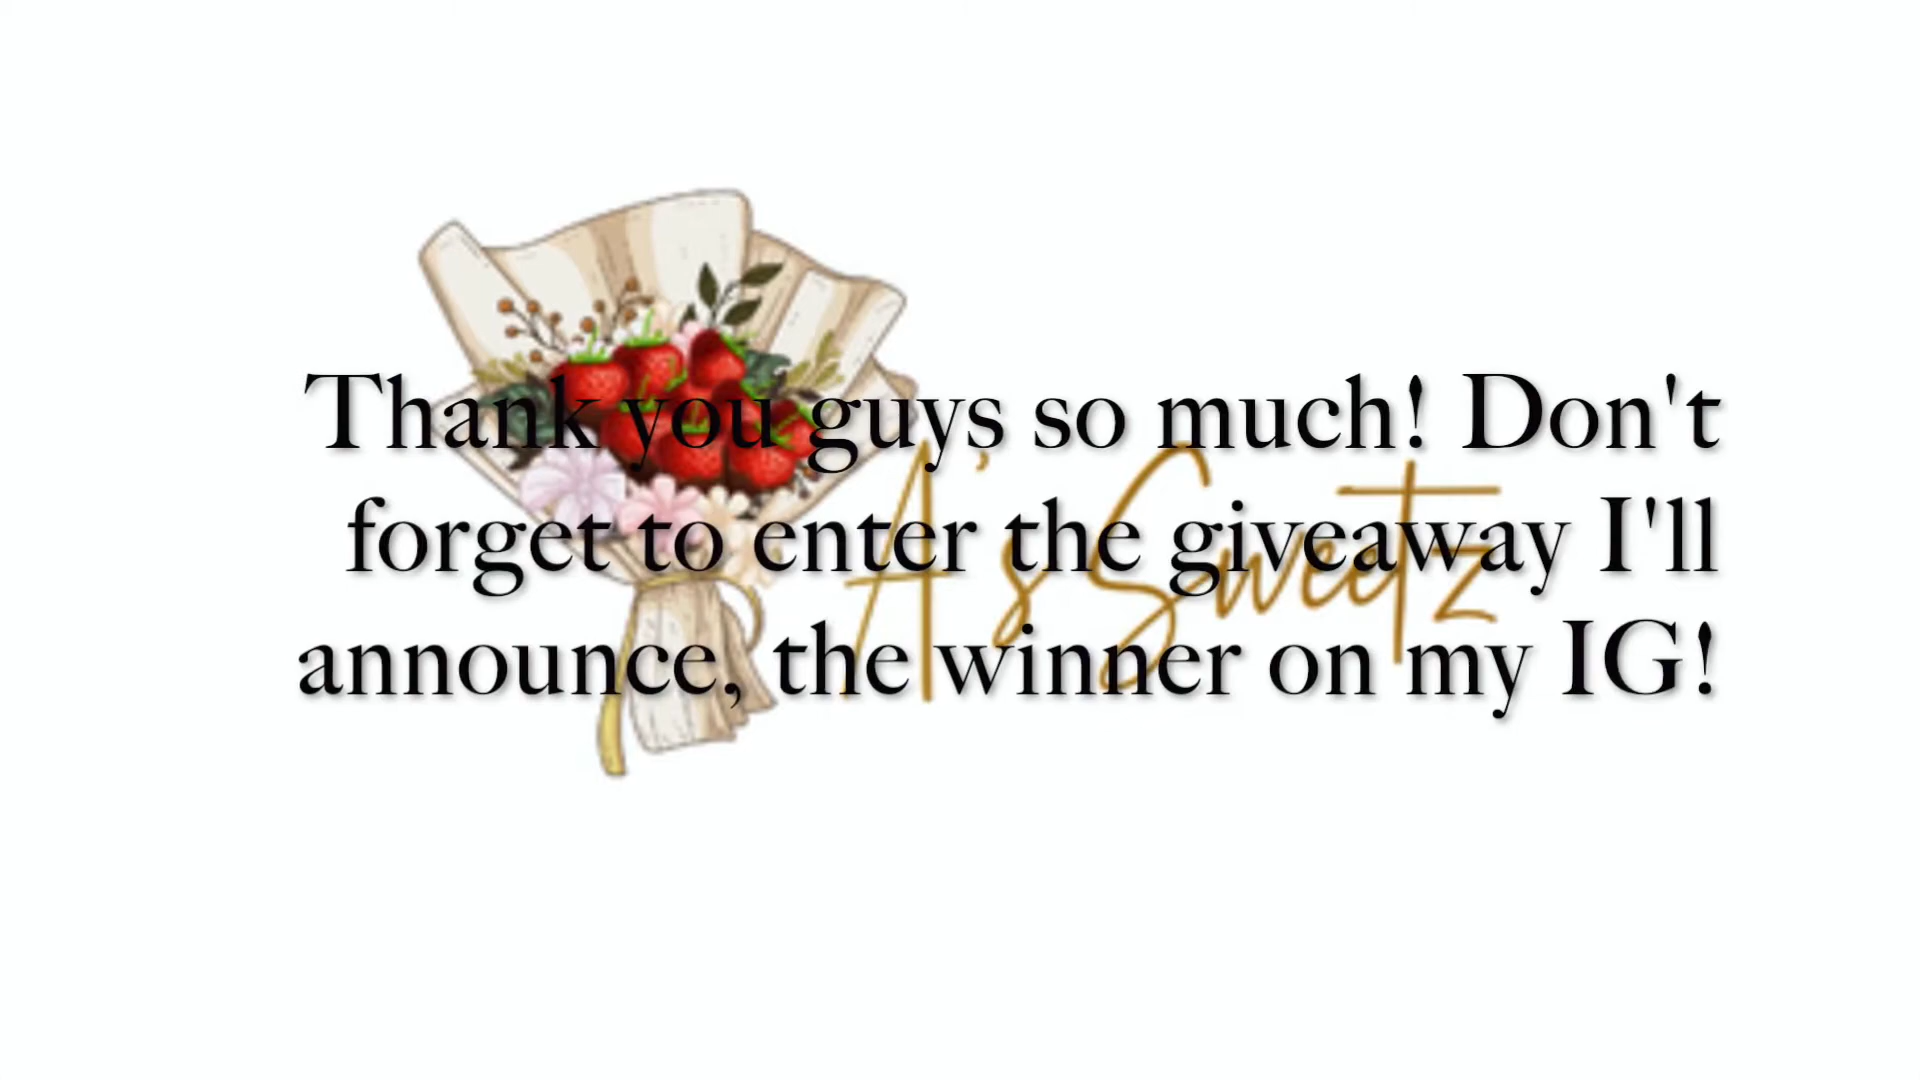 Thank you guys so much! Don't
forget to enter the giveaway I'll
announce, the winner on my IG!
A's Sweetz